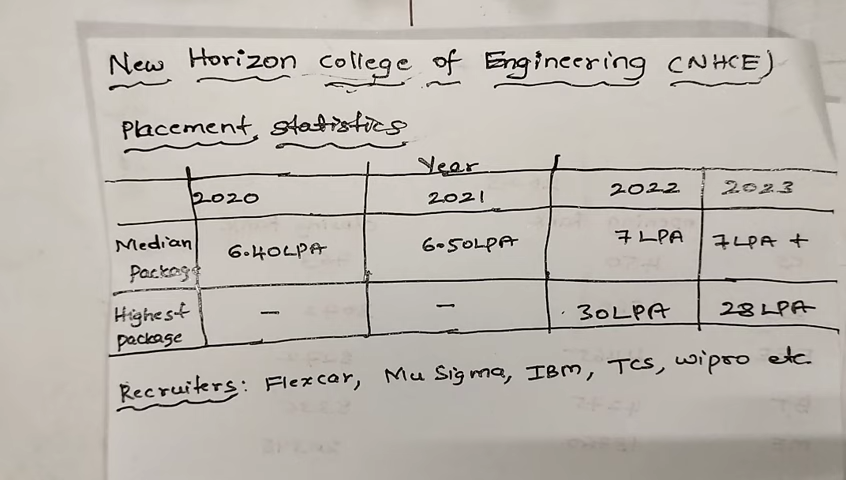 New Horizon college of Engineering (NHCE)
Placement statistics
Year
2020 2021 2022 2023
Median package 6.40LPA 6.50LPA 7LPA 7LPA +
Highest package — — 30LPA 28LPA
Recruiters: Flexcar, Mu Sigma, IBM, TCS, wipro etc.